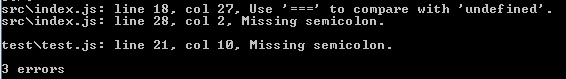 src\index.js: line 18, col 27, Use '===' to compare with 'undefined'.
src\index.js: line 28, col 2, Missing semicolon.
test\test.js: line 21, col 10, Missing semicolon.
3 errors